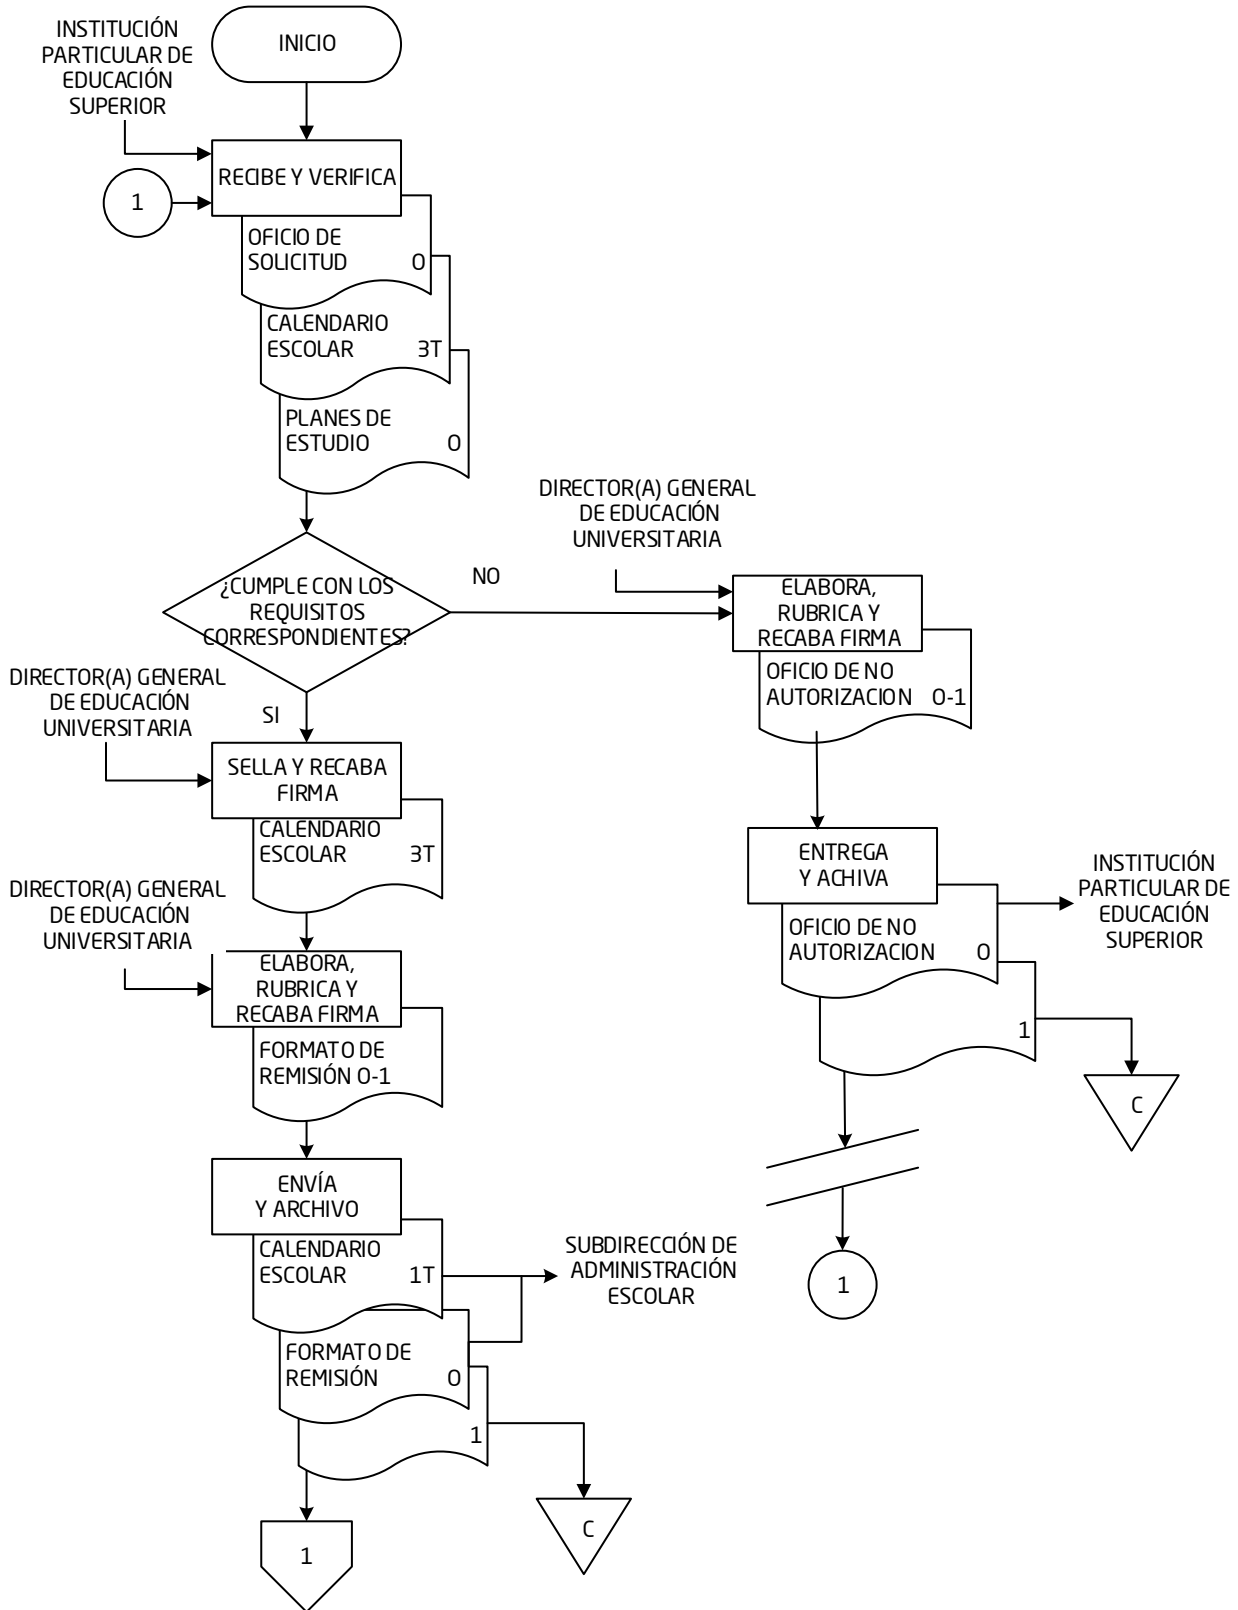 INSTITUCIÓN
PARTICULAR DE
EDUCACIÓN
SUPERIOR
INICIO
RECIBE Y VERIFICA
1
OFICIO DE
SOLICITUD O
CALENDARIO
ESCOLAR 3T
PLANES DE
ESTUDIO O
¿CUMPLE CON LOS
REQUISITOS
CORRESPONDIENTES?
NO
DIRECTOR(A) GENERAL
DE EDUCACIÓN
UNIVERSITARIA
ELABORA,
RUBRICA Y
RECABA FIRMA
OFICIO DE NO
AUTORIZACION O-1
ENTREGA
Y ACHIVA
OFICIO DE NO
AUTORIZACION O
1
INSTITUCIÓN
PARTICULAR DE
EDUCACIÓN
SUPERIOR
C
1
SI
DIRECTOR(A) GENERAL
DE EDUCACIÓN
UNIVERSITARIA
SELLA Y RECABA
FIRMA
CALENDARIO
ESCOLAR 3T
DIRECTOR(A) GENERAL
DE EDUCACIÓN
UNIVERSITARIA
ELABORA,
RUBRICA Y
RECABA FIRMA
FORMATO DE
REMISIÓN O-1
ENVÍA
Y ARCHIVO
CALENDARIO
ESCOLAR 1T
SUBDIRECCIÓN DE
ADMINISTRACIÓN
ESCOLAR
FORMATO DE
REMISIÓN O
1
C
1